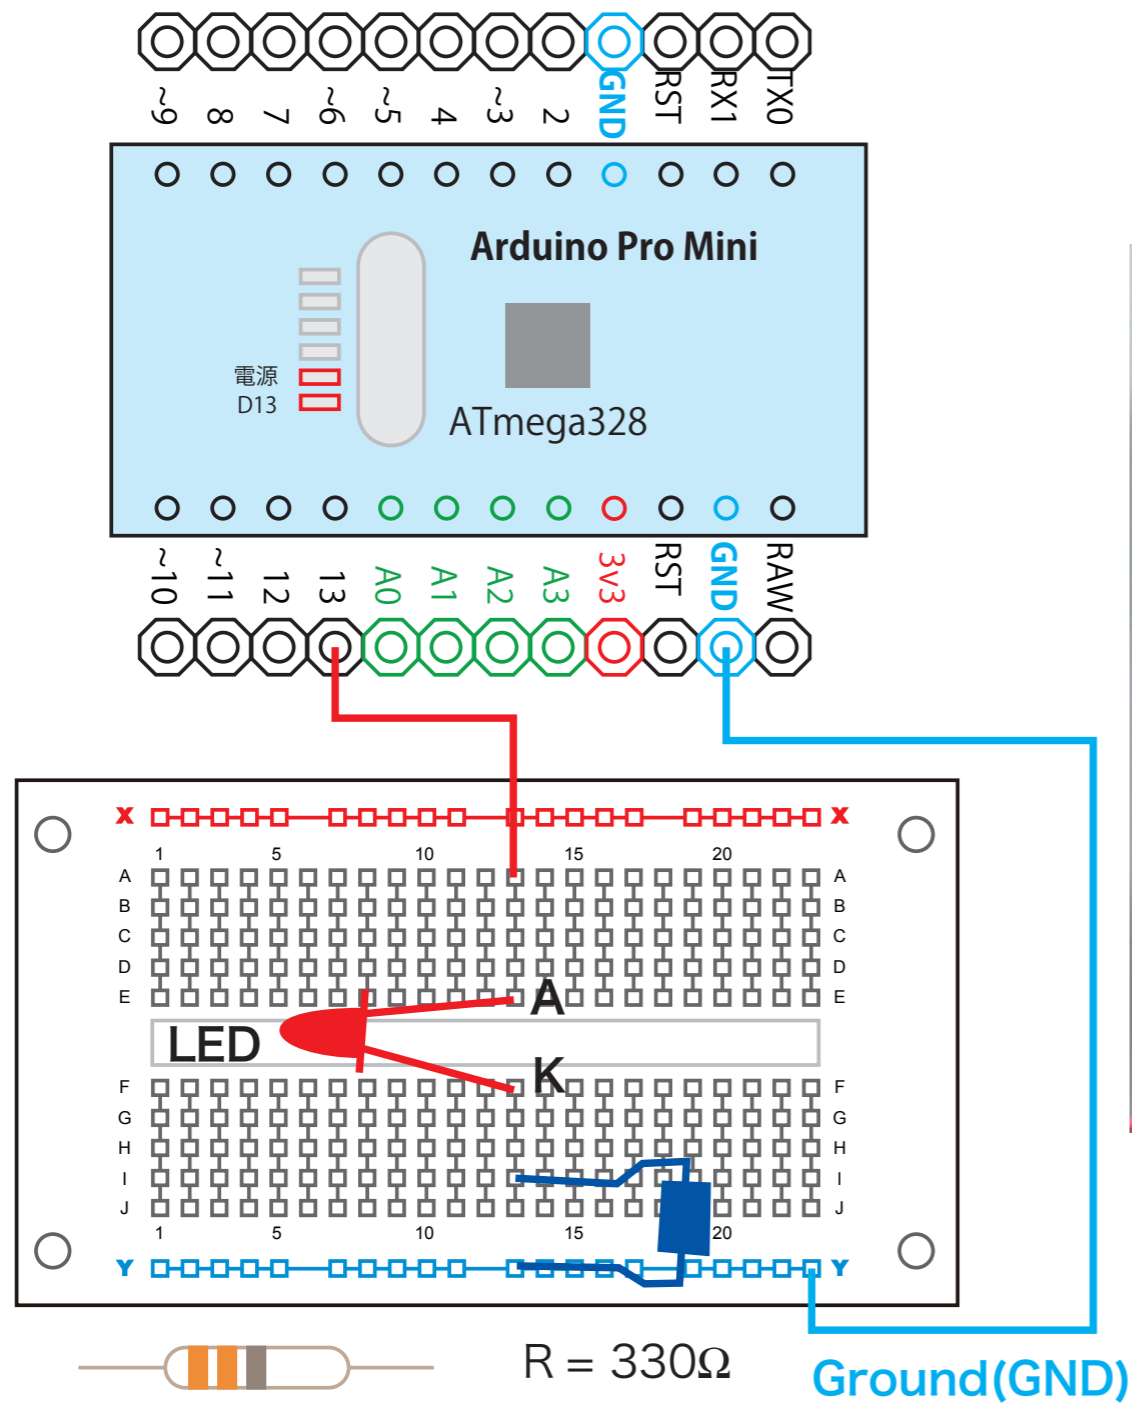 ~9 8 7 ~6 ~5 4 ~3 2 GND RST RX1 TX0
Arduino Pro Mini
電源
D13
ATmega328
~10 ~11 12 13 A0 A1 A2 A3 3v3 RST GND RAW
X X
1 5 10 15 20
A A
B B
C C
D D
E E
A
LED
K
F F
G G
H H
I I
J J
1 5 10 15 20
Y Y
R = 330Ω
Ground(GND)